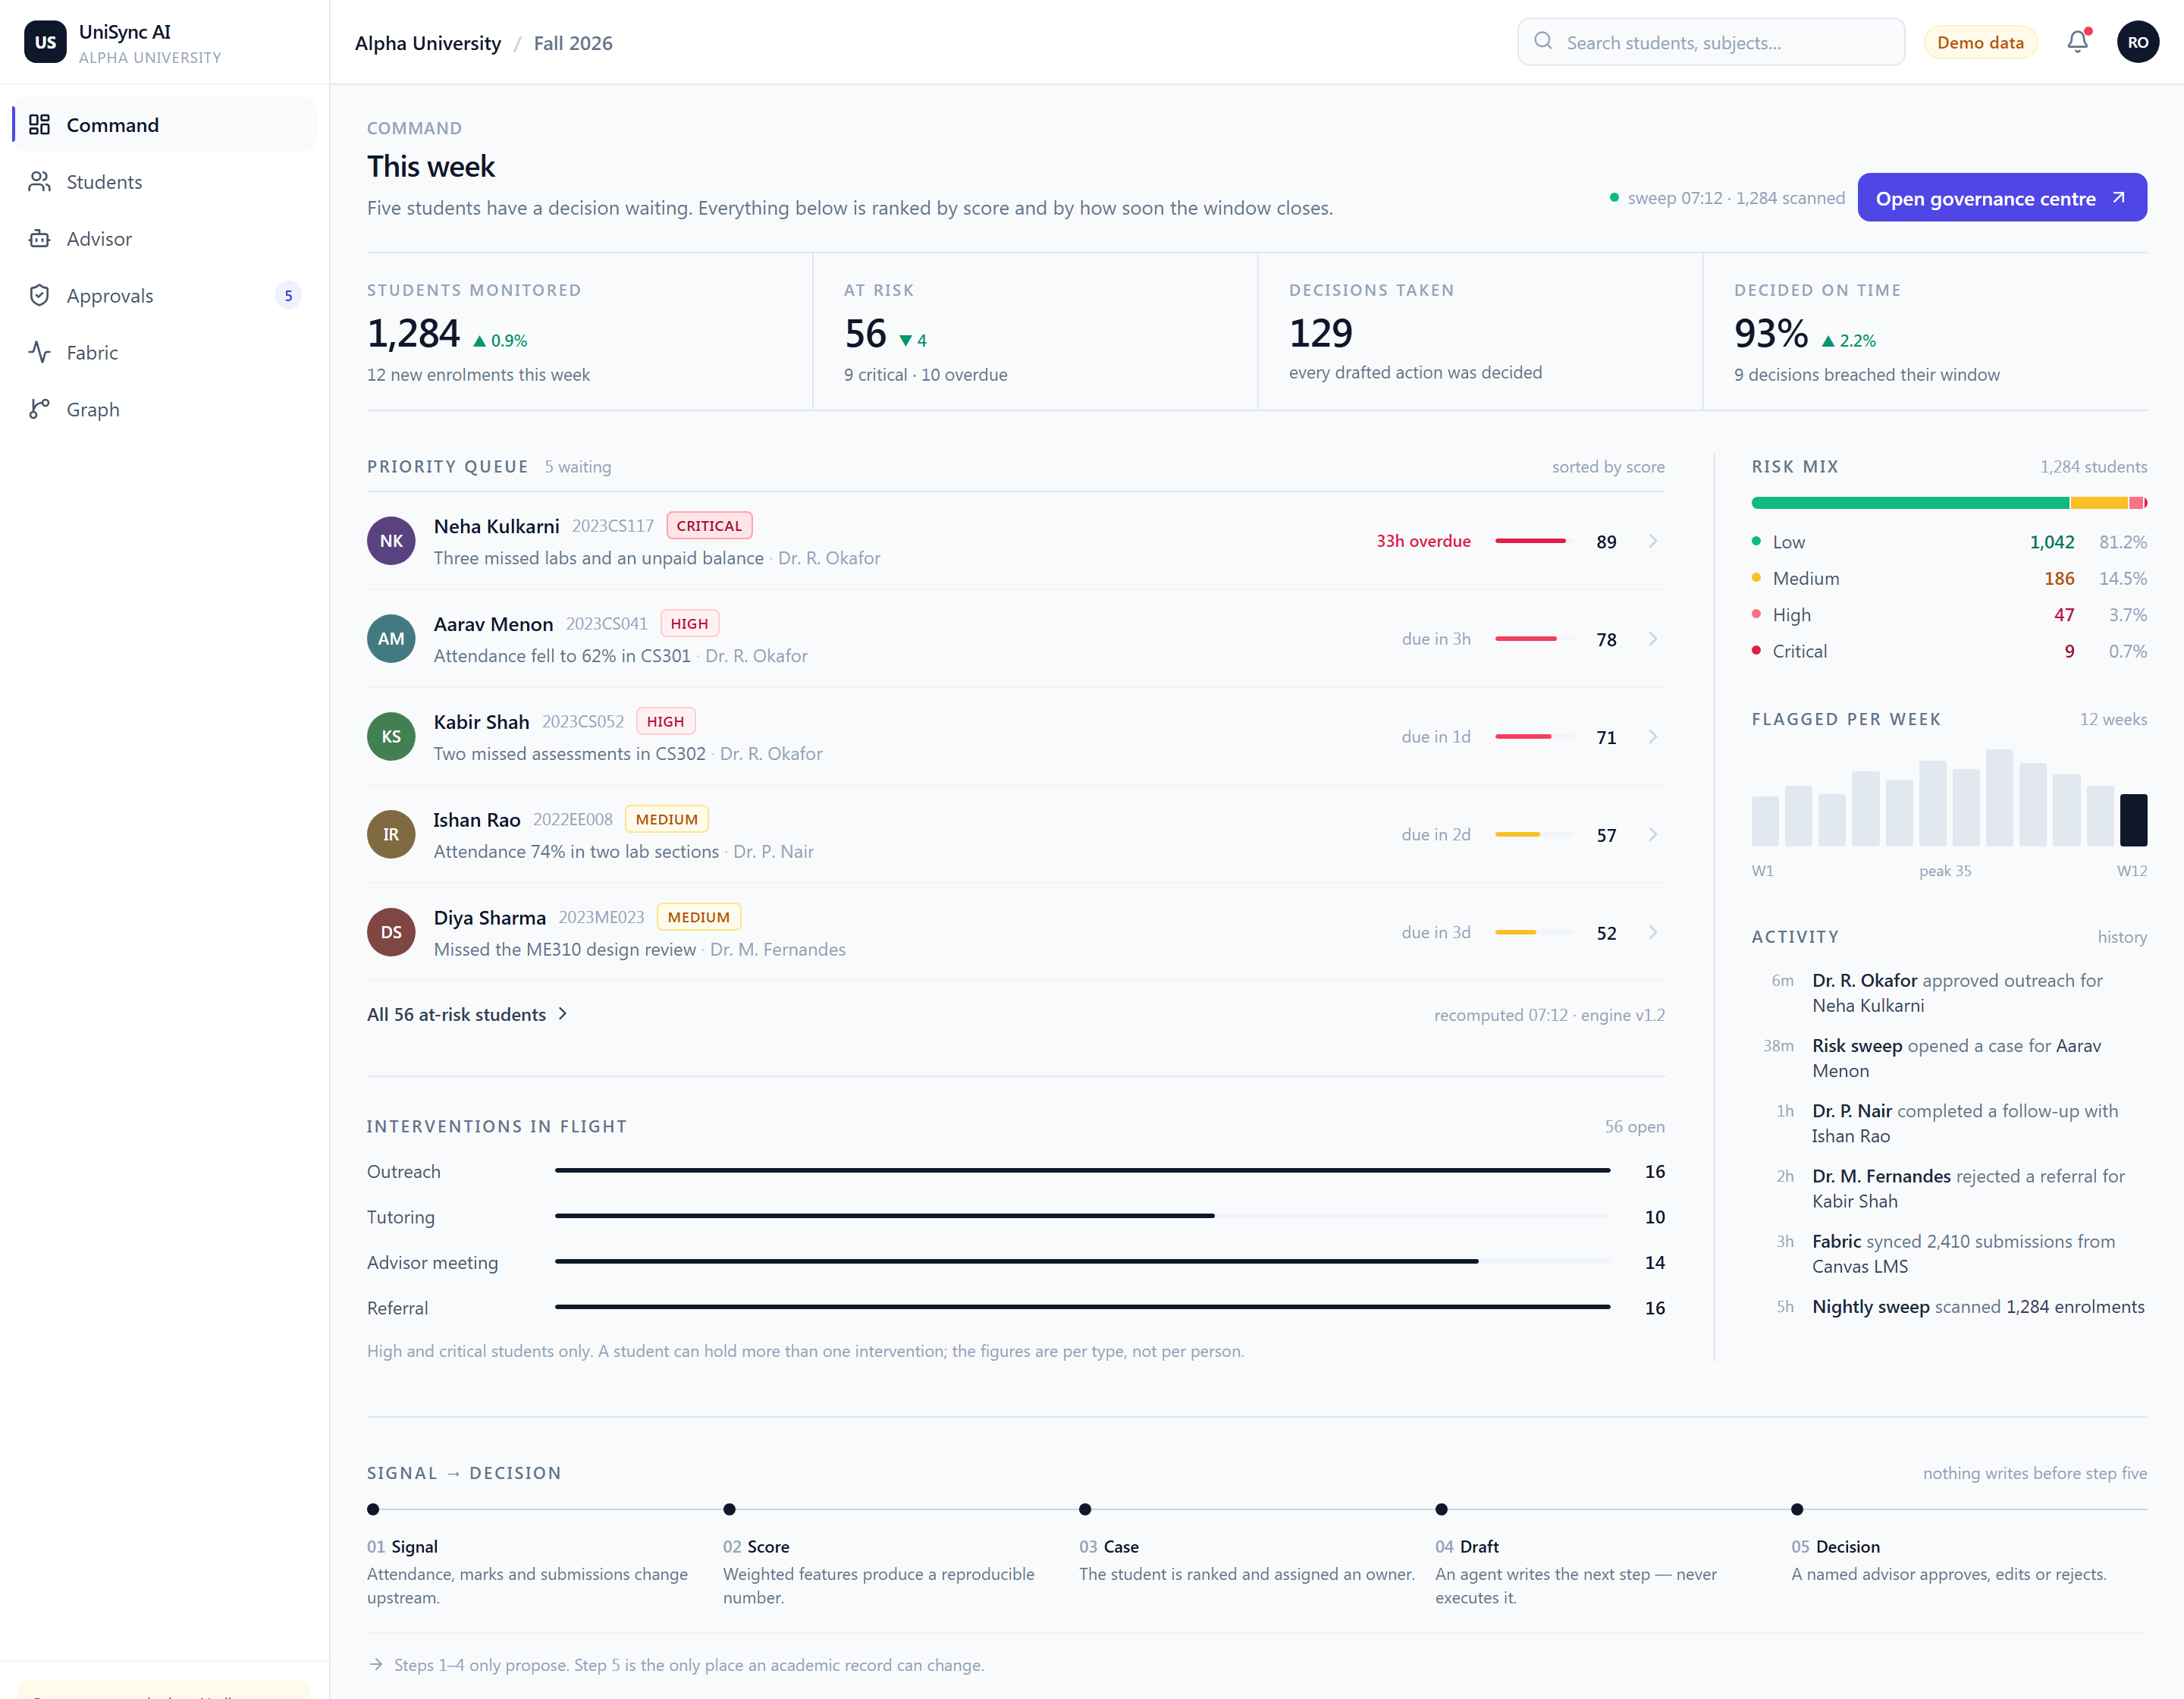 US
UniSync AI
ALPHA UNIVERSITY
Alpha University / Fall 2026
Search students, subjects...
Demo data
RO
Command
Students
Advisor
Approvals 5
Fabric
Graph
COMMAND
This week
Five students have a decision waiting. Everything below is ranked by score and by how soon the window closes.
sweep 07:12 · 1,284 scanned
Open governance centre
STUDENTS MONITORED
1,284 ▲ 0.9%
12 new enrolments this week
AT RISK
56 ▼ 4
9 critical · 10 overdue
DECISIONS TAKEN
129
every drafted action was decided
DECIDED ON TIME
93% ▲ 2.2%
9 decisions breached their window
PRIORITY QUEUE 5 waiting
sorted by score
NK
Neha Kulkarni 2023CS117 CRITICAL
Three missed labs and an unpaid balance · Dr. R. Okafor
33h overdue 89
AM
Aarav Menon 2023CS041 HIGH
Attendance fell to 62% in CS301 · Dr. R. Okafor
due in 3h 78
KS
Kabir Shah 2023CS052 HIGH
Two missed assessments in CS302 · Dr. R. Okafor
due in 1d 71
IR
Ishan Rao 2022EE008 MEDIUM
Attendance 74% in two lab sections · Dr. P. Nair
due in 2d 57
DS
Diya Sharma 2023ME023 MEDIUM
Missed the ME310 design review · Dr. M. Fernandes
due in 3d 52
All 56 at-risk students
recomputed 07:12 · engine v1.2
INTERVENTIONS IN FLIGHT
56 open
Outreach 16
Tutoring 10
Advisor meeting 14
Referral 16
High and critical students only. A student can hold more than one intervention; the figures are per type, not per person.
RISK MIX
1,284 students
Low 1,042 81.2%
Medium 186 14.5%
High 47 3.7%
Critical 9 0.7%
FLAGGED PER WEEK
12 weeks
W1 peak 35 W12
ACTIVITY
history
6m Dr. R. Okafor approved outreach for
Neha Kulkarni
38m Risk sweep opened a case for Aarav
Menon
1h Dr. P. Nair completed a follow-up with
Ishan Rao
2h Dr. M. Fernandes rejected a referral for
Kabir Shah
3h Fabric synced 2,410 submissions from
Canvas LMS
5h Nightly sweep scanned 1,284 enrolments
SIGNAL → DECISION
nothing writes before step five
01 Signal
Attendance, marks and submissions change
upstream.
02 Score
Weighted features produce a reproducible
number.
03 Case
The student is ranked and assigned an owner.
04 Draft
An agent writes the next step — never
executes it.
05 Decision
A named advisor approves, edits or rejects.
→ Steps 1–4 only propose. Step 5 is the only place an academic record can change.